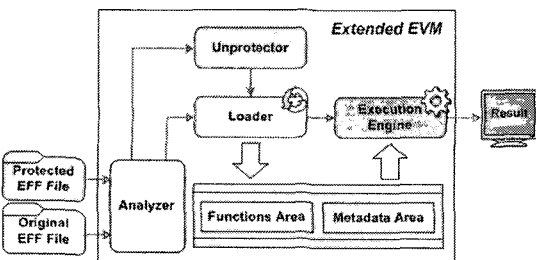 Extended EVM
Unprotector
Loader
Execution
Engine
Result
Protected
EFF File
Original
EFF File
Analyzer
Functions Area
Metadata Area